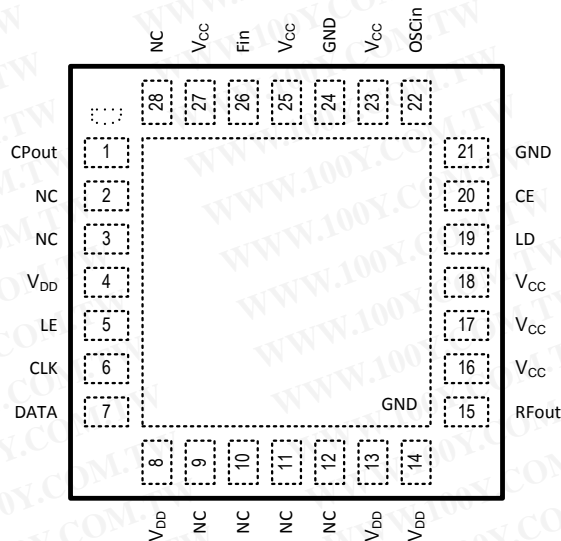 NC VCC Fin VCC GND VCC OSCin
28 27 26 25 24 23 22
CPout 1 21 GND
NC 2 20 CE
NC 3 19 LD
VDD 4 18 VCC
LE 5 17 VCC
CLK 6 16 VCC
DATA 7 GND 15 RFout
8 9 10 11 12 13 14
VDD NC NC NC NC VDD VDD
WWW.100Y.COM.TW